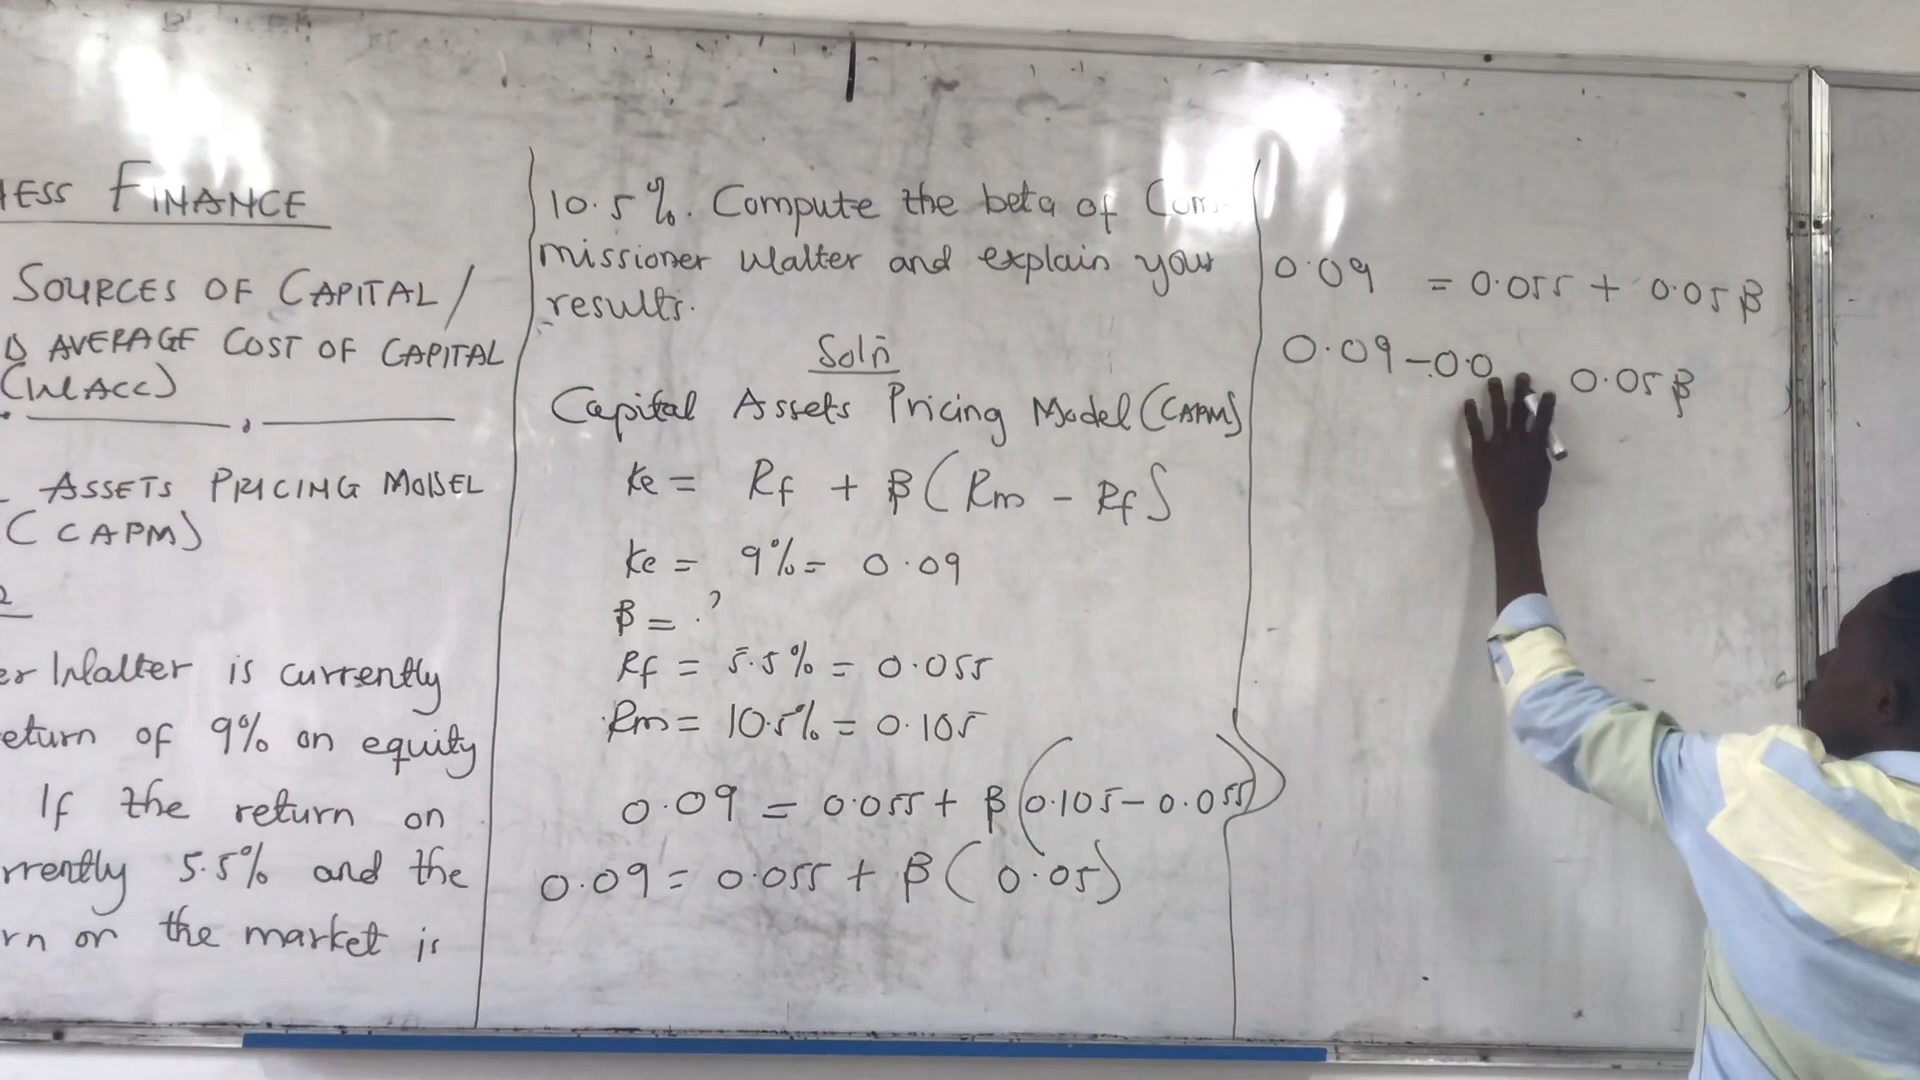 FINANCE
SOURCES OF CAPITAL/
AVERAGE COST OF CAPITAL
(WACC)
ASSETS PRICING MODEL
(CAPM)
2
Walter is currently
of 9% on equity
If the return on
5.5% and the
on the market is
10.5%. Compute the beta of Com-
missioner Walter and explain your
results.
Soln
Capital Assets Pricing Model (CAPM)
Ke = Rf + β(Rm - Rf)
Ke = 9% = 0.09
β = ?
Rf = 5.5% = 0.055
Rm = 10.5% = 0.105
0.09 = 0.055 + β(0.105 - 0.055)
0.09 = 0.055 + β(0.05)
0.09 = 0.055 + 0.05β
0.09 - 0.0 0.05β